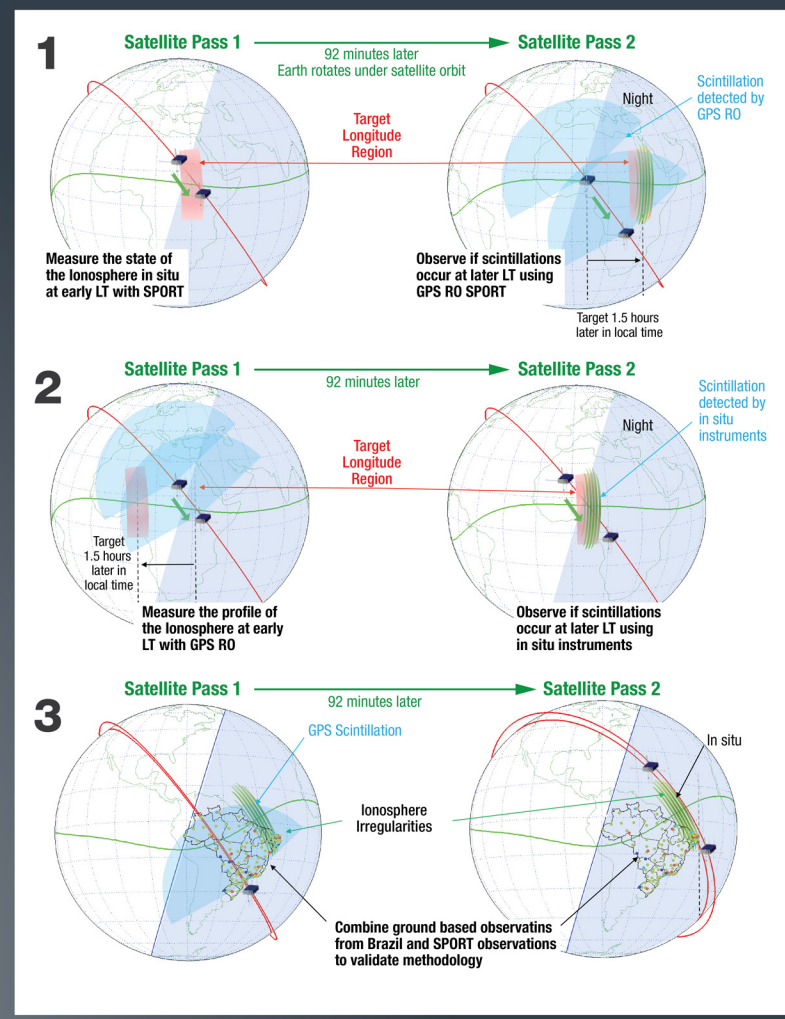 1
Satellite Pass 1
92 minutes later
Earth rotates under satellite orbit
Satellite Pass 2
Target
Longitude
Region
Night
Scintillation
detected by
GPS RO
Measure the state of
the Ionosphere in situ
at early LT with SPORT
Observe if scintillations
occur at later LT using
GPS RO SPORT
Target 1.5 hours
later in local time
2
Satellite Pass 1
92 minutes later
Satellite Pass 2
Target
Longitude
Region
Night
Scintillation
detected by
in situ
instruments
Target
1.5 hours
later in
local time
Measure the profile of
the Ionosphere at early
LT with GPS RO
Observe if scintillations
occur at later LT using
in situ instruments
3
Satellite Pass 1
92 minutes later
Satellite Pass 2
GPS Scintillation
In situ
Ionosphere
Irregularities
Combine ground based observatins
from Brazil and SPORT observations
to validate methodology